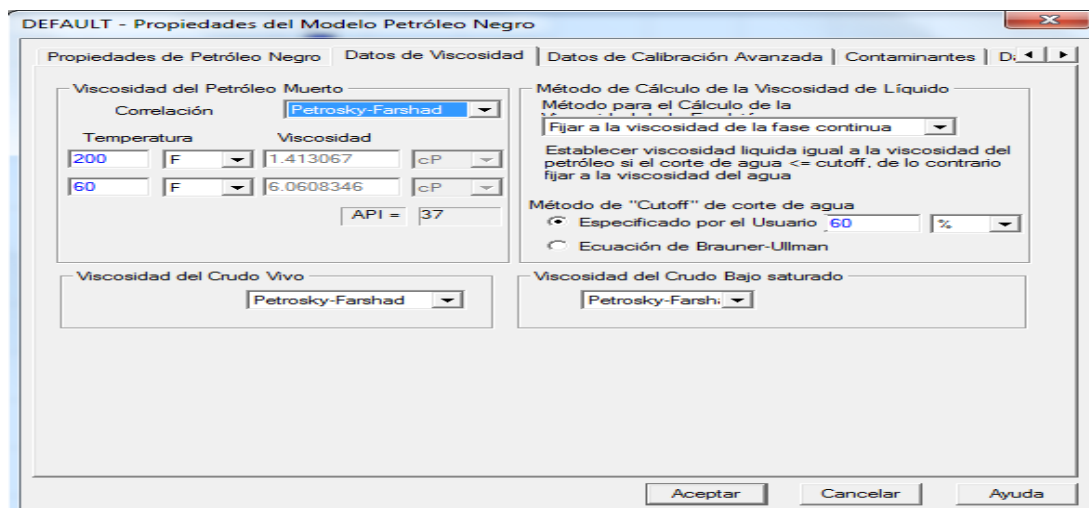 DEFAULT - Propiedades del Modelo Petróleo Negro
Propiedades de Petróleo Negro
Datos de Viscosidad
Datos de Calibración Avanzada
Contaminantes
Viscosidad del Petróleo Muerto
Correlación
Petrosky-Farshad
Temperatura
Viscosidad
200
F
1.413067
cP
60
F
6.0608346
cP
API =
37
Método de Cálculo de la Viscosidad de Líquido
Método para el Cálculo de la
Fijar a la viscosidad de la fase continua
Establecer viscosidad liquida igual a la viscosidad del
petróleo si el corte de agua <= cutoff, de lo contrario
fijar a la viscosidad del agua
Método de "Cutoff" de corte de agua
Especificado por el Usuario
60
%
Ecuación de Brauner-Ullman
Viscosidad del Crudo Vivo
Petrosky-Farshad
Viscosidad del Crudo Bajo saturado
Petrosky-Farsh
Aceptar
Cancelar
Ayuda